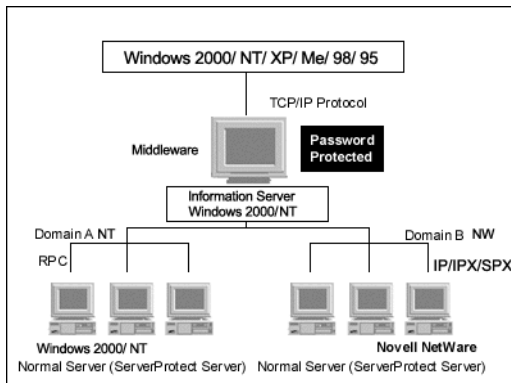 Windows 2000/ NT/ XP/ Me/ 98/ 95
TCP/IP Protocol
Middleware
Password
Protected
Information Server
Windows 2000/NT
Domain A NT
Domain B NW
RPC
IP/IPX/SPX
Windows 2000/ NT
Novell NetWare
Normal Server (ServerProtect Server)
Normal Server (ServerProtect Server)